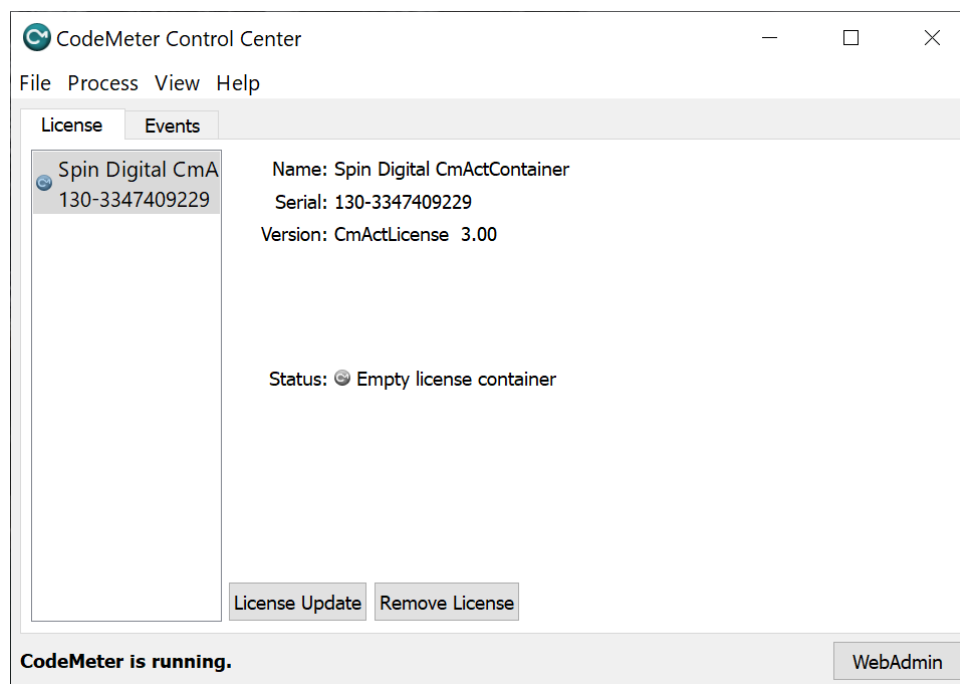 CodeMeter Control Center
File Process View Help
License Events
Spin Digital CmA
130-3347409229
Name: Spin Digital CmActContainer
Serial: 130-3347409229
Version: CmActLicense 3.00
Status: Empty license container
License Update Remove License
CodeMeter is running.
WebAdmin